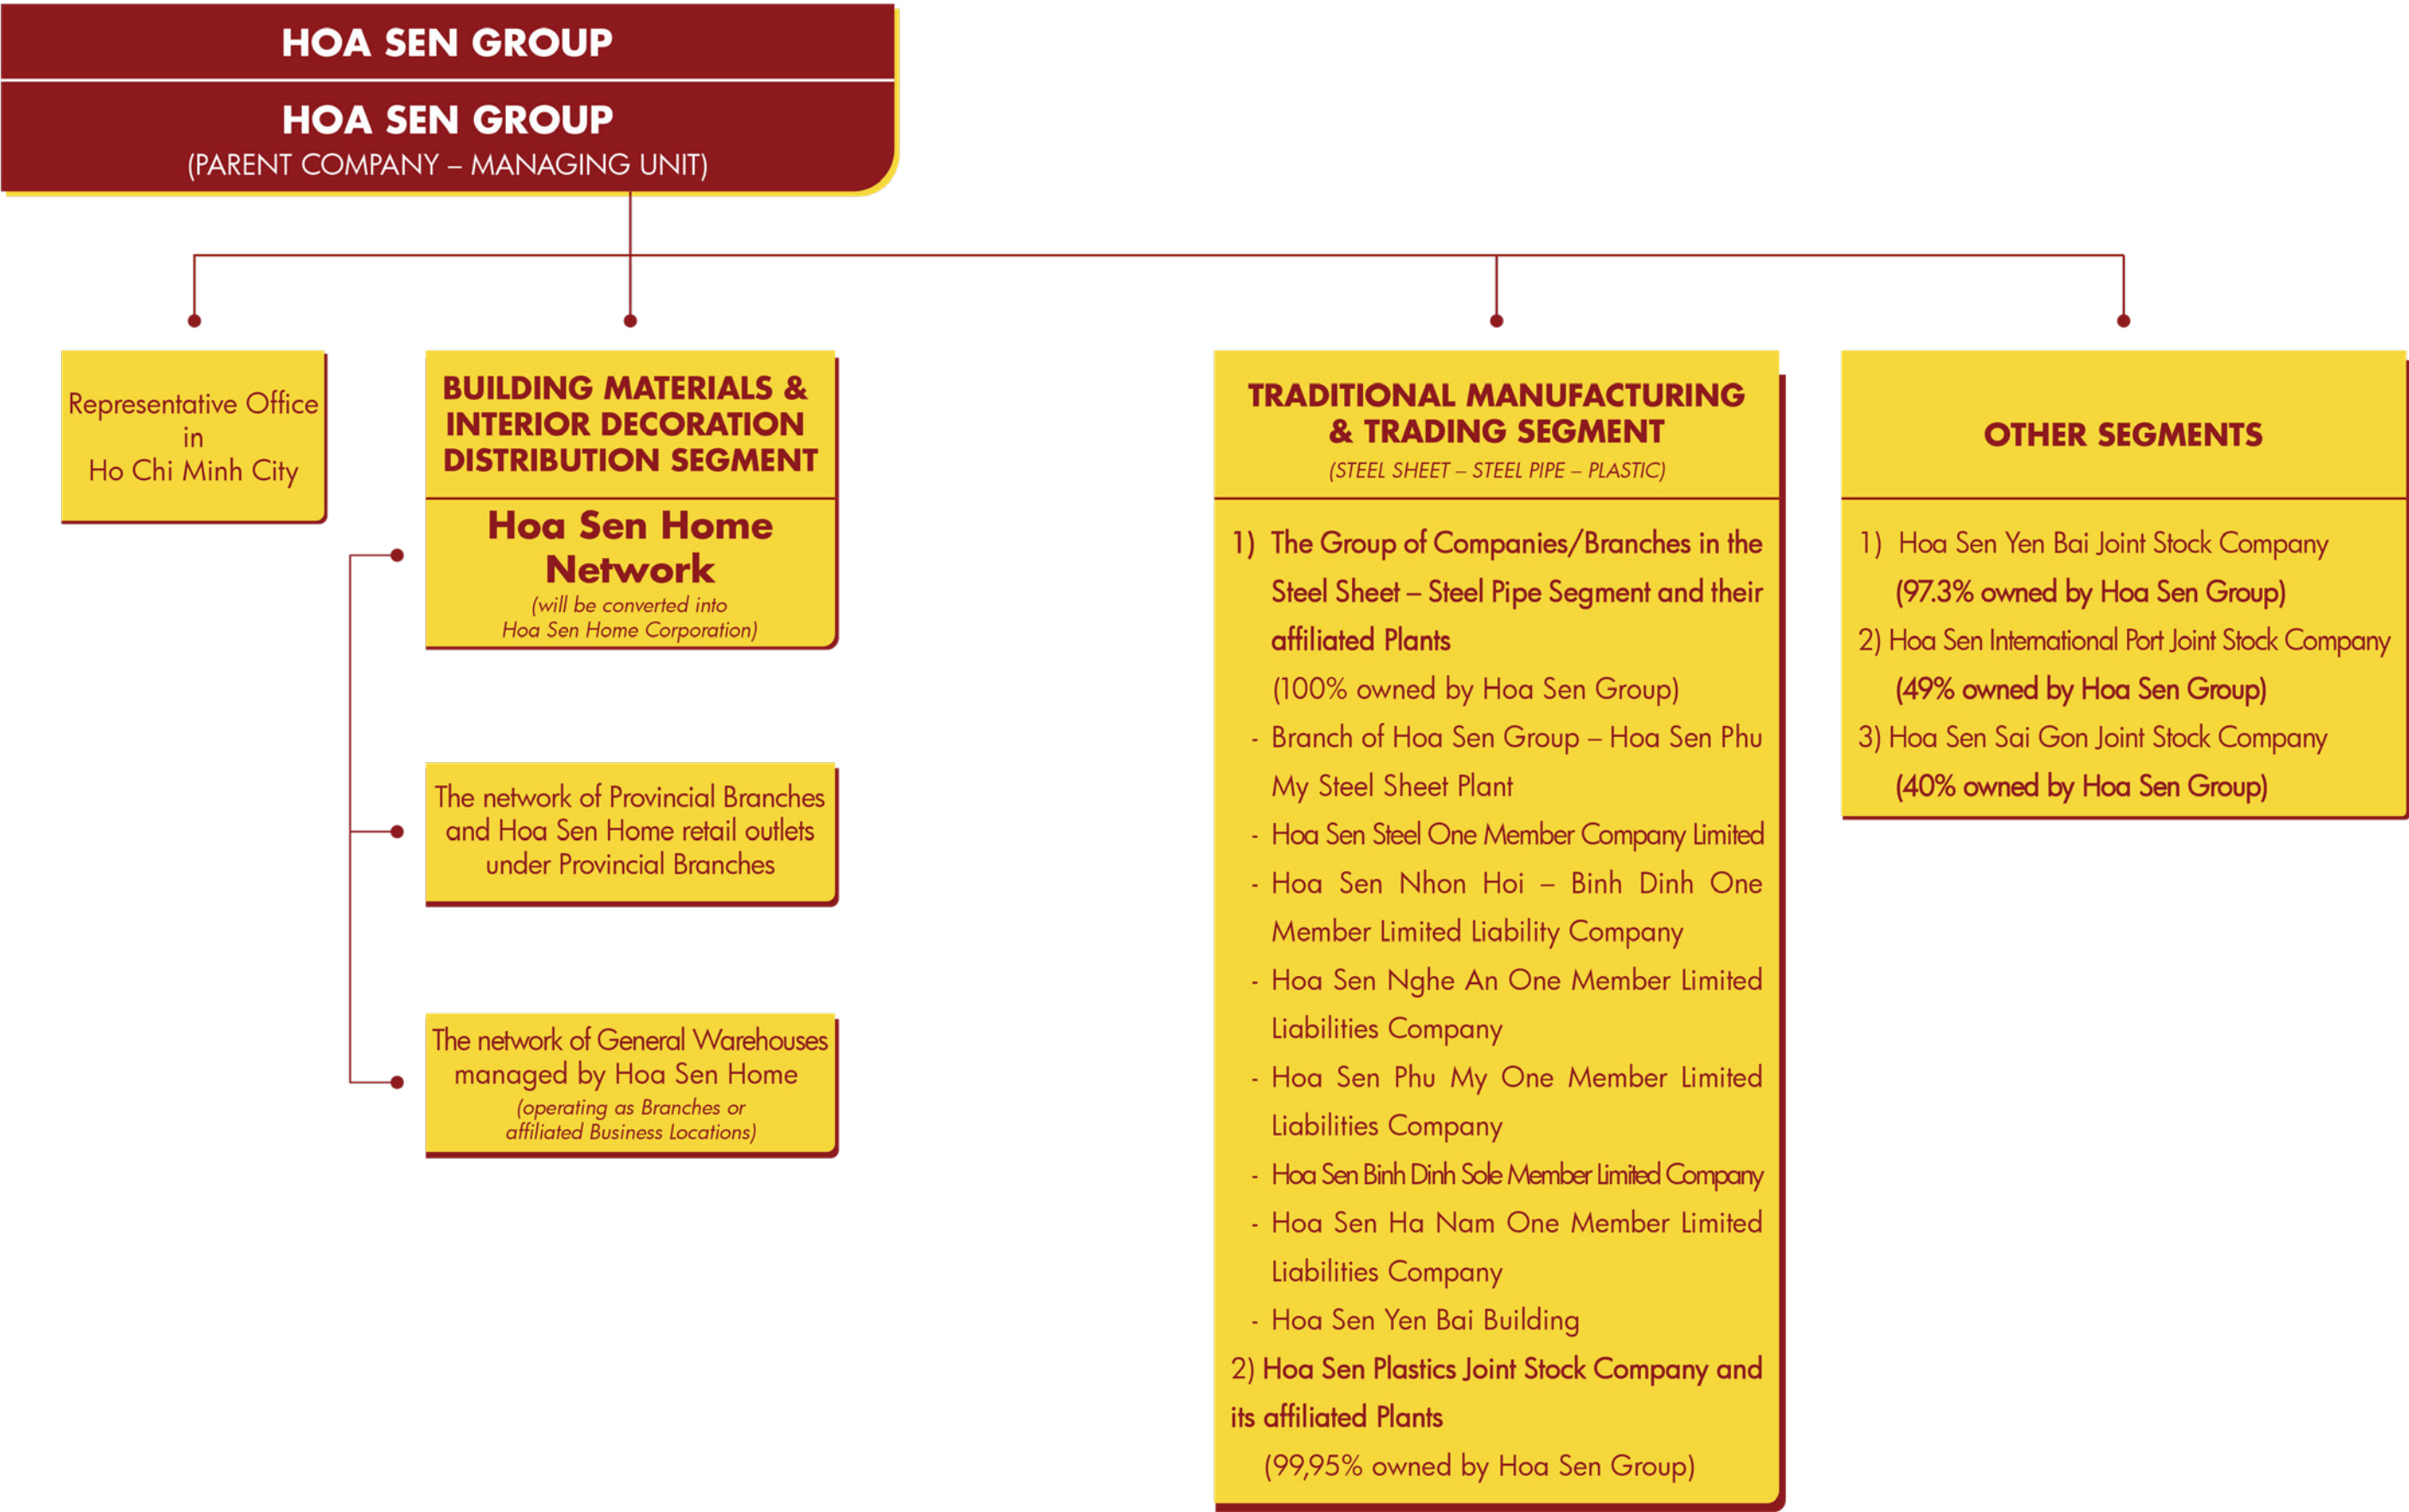 HOA SEN GROUP
HOA SEN GROUP
(PARENT COMPANY – MANAGING UNIT)
Representative Office
in
Ho Chi Minh City
BUILDING MATERIALS &
INTERIOR DECORATION
DISTRIBUTION SEGMENT
Hoa Sen Home
Network
(will be converted into
Hoa Sen Home Corporation)
The network of Provincial Branches
and Hoa Sen Home retail outlets
under Provincial Branches
The network of General Warehouses
managed by Hoa Sen Home
(operating as Branches or
affiliated Business Locations)
TRADITIONAL MANUFACTURING
& TRADING SEGMENT
(STEEL SHEET – STEEL PIPE – PLASTIC)
1) The Group of Companies/Branches in the
Steel Sheet – Steel Pipe Segment and their
affiliated Plants
(100% owned by Hoa Sen Group)
- Branch of Hoa Sen Group – Hoa Sen Phu
My Steel Sheet Plant
- Hoa Sen Steel One Member Company Limited
- Hoa Sen Nhon Hoi – Binh Dinh One
Member Limited Liability Company
- Hoa Sen Nghe An One Member Limited
Liabilities Company
- Hoa Sen Phu My One Member Limited
Liabilities Company
- Hoa Sen Binh Dinh Sole Member Limited Company
- Hoa Sen Ha Nam One Member Limited
Liabilities Company
- Hoa Sen Yen Bai Building
2) Hoa Sen Plastics Joint Stock Company and
its affiliated Plants
(99,95% owned by Hoa Sen Group)
OTHER SEGMENTS
1) Hoa Sen Yen Bai Joint Stock Company
(97.3% owned by Hoa Sen Group)
2) Hoa Sen International Port Joint Stock Company
(49% owned by Hoa Sen Group)
3) Hoa Sen Sai Gon Joint Stock Company
(40% owned by Hoa Sen Group)